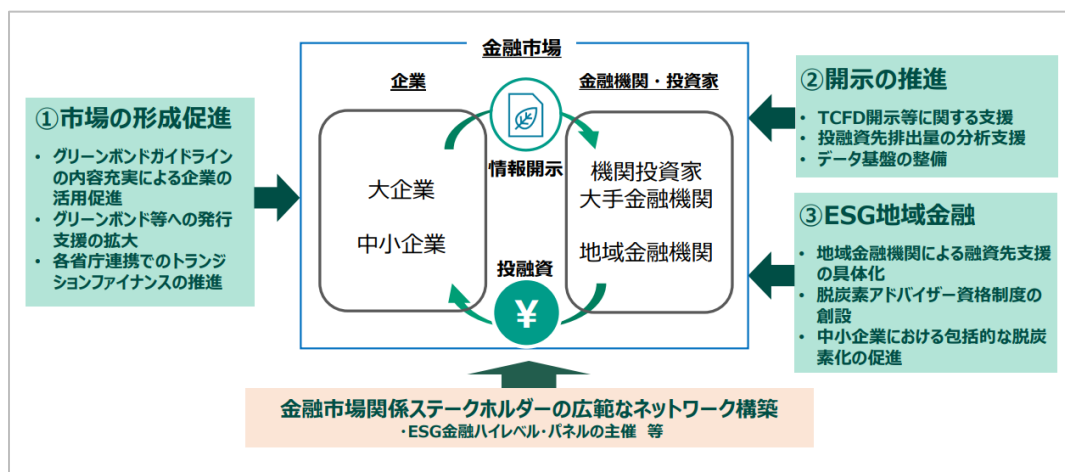 金融市場
企業
金融機関・投資家
①市場の形成促進
• グリーンボンドガイドライン
の内容充実による企業の
活用促進
• グリーンボンド等への発行
支援の拡大
• 各省庁連携でのトランジ
ションファイナンスの推進
大企業
中小企業
情報開示
投融資
¥
機関投資家
大手金融機関
地域金融機関
②開示の推進
• TCFD開示等に関する支援
• 投融資先排出量の分析支援
• データ基盤の整備
③ESG地域金融
• 地域金融機関による融資先支援
の具体化
• 脱炭素アドバイザー資格制度の
創設
• 中小企業における包括的な脱炭
素化の促進
金融市場関係ステークホルダーの広範なネットワーク構築
・ESG金融ハイレベル・パネルの主催 等